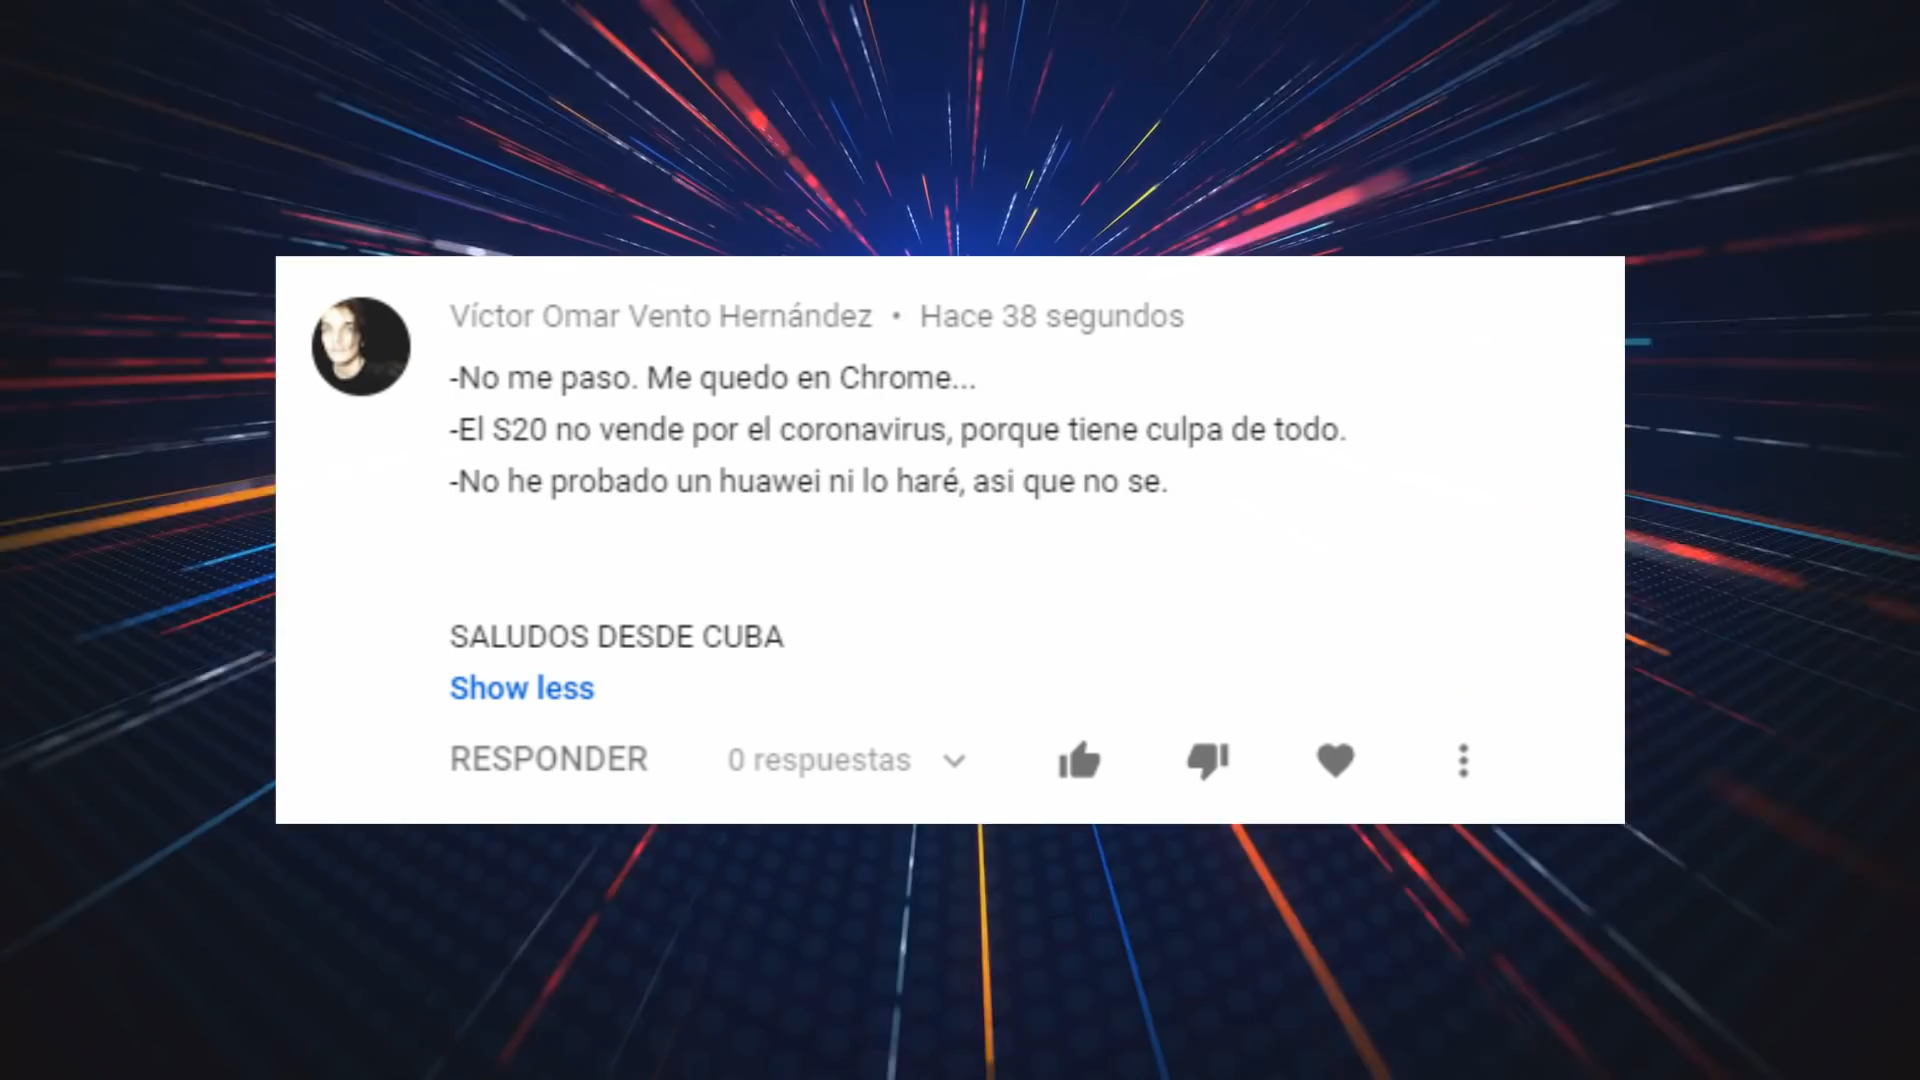 Víctor Omar Vento Hernández • Hace 38 segundos
-No me paso. Me quedo en Chrome...
-El S20 no vende por el coronavirus, porque tiene culpa de todo.
-No he probado un huawei ni lo haré, asi que no se.
SALUDOS DESDE CUBA
Show less
RESPONDER 0 respuestas